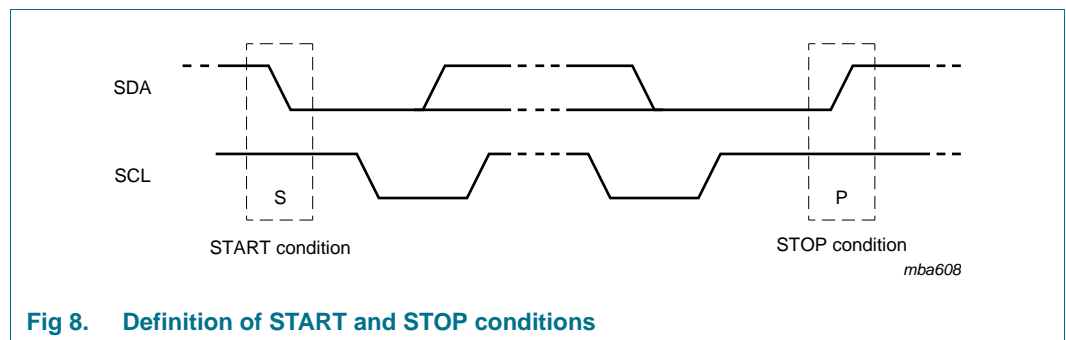 SDA
SCL
S
P
START condition
STOP condition
mba608
Fig 8. Definition of START and STOP conditions